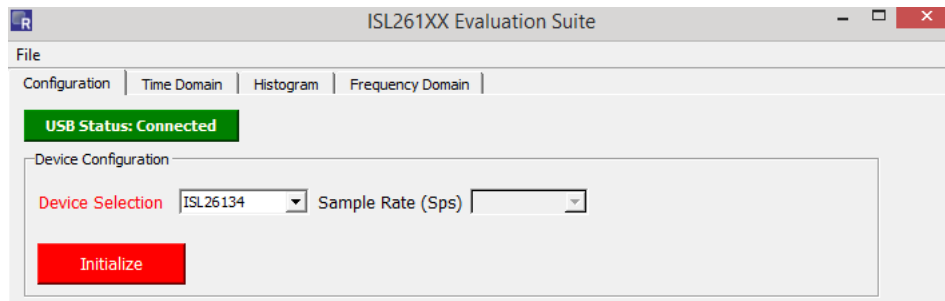 ISL261XX Evaluation Suite
File
Configuration Time Domain Histogram Frequency Domain
USB Status: Connected
Device Configuration
Device Selection ISL26134 Sample Rate (Sps)
Initialize